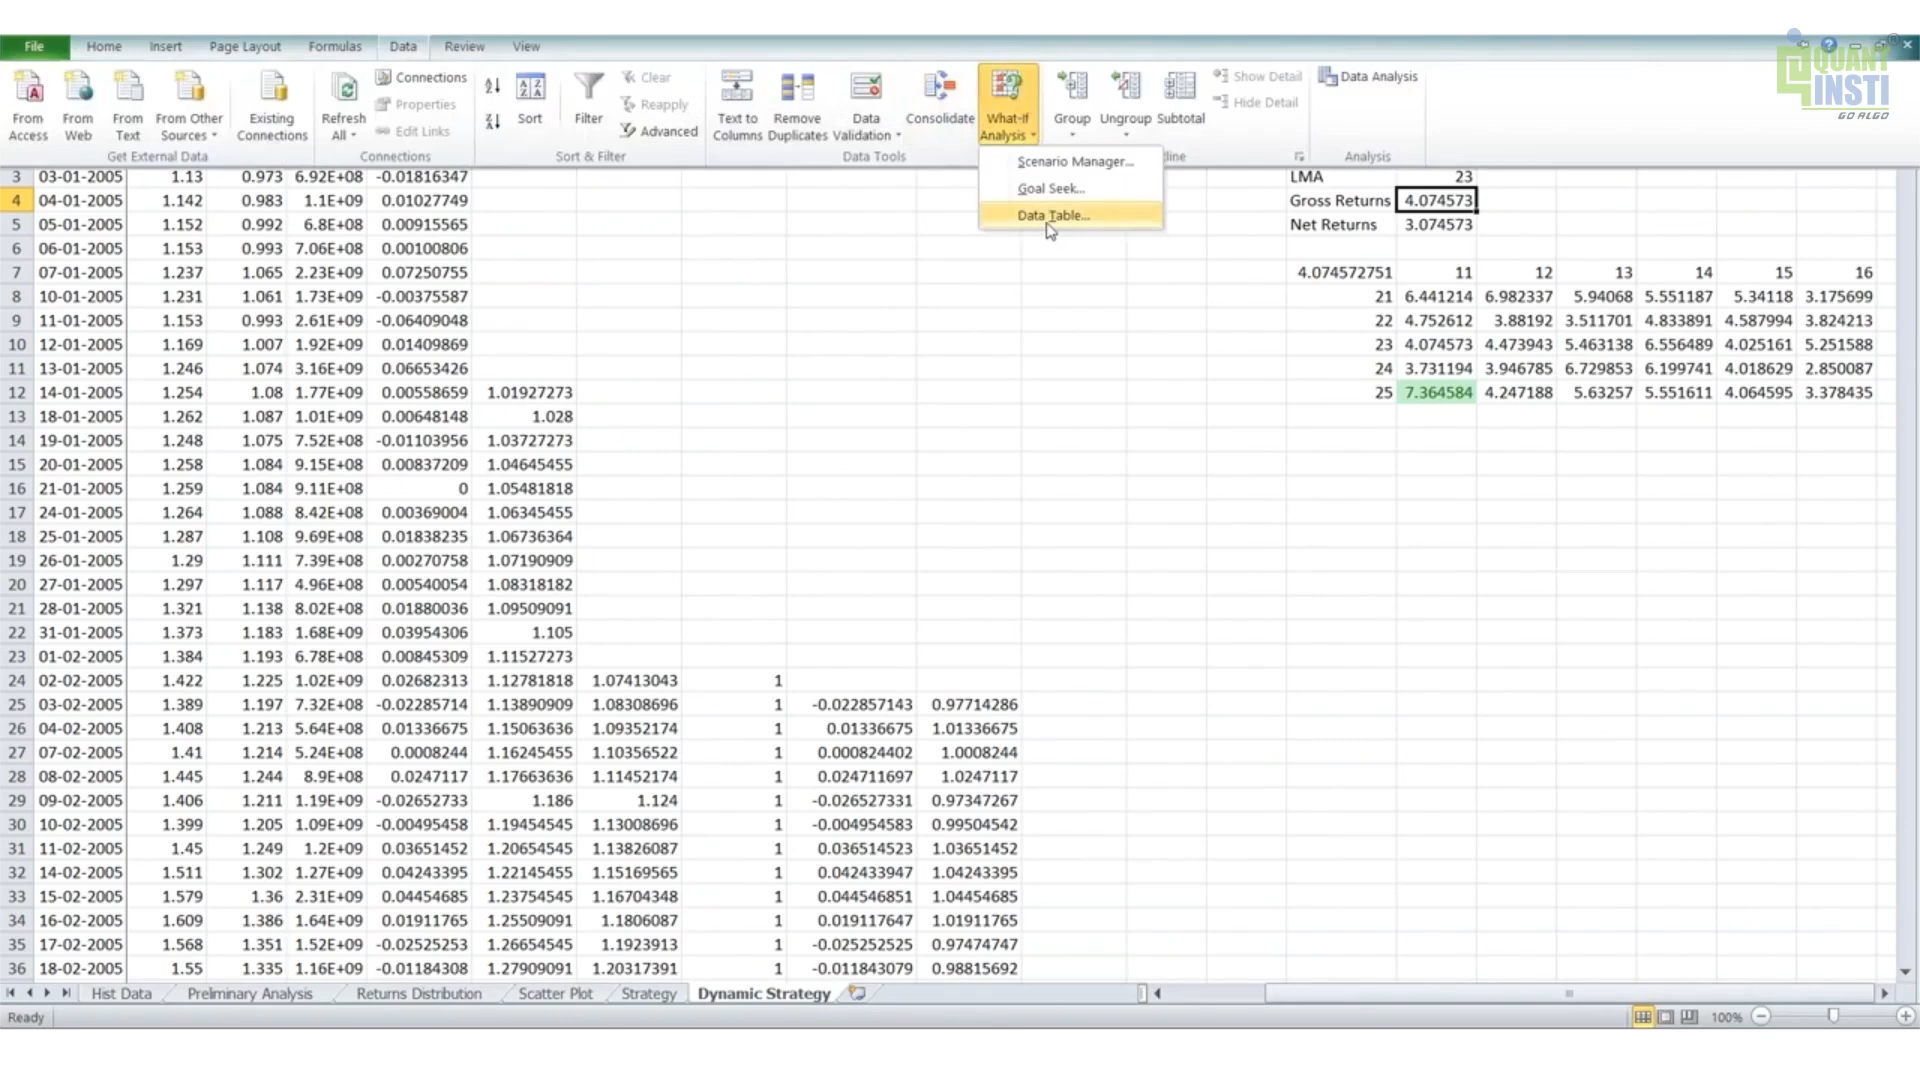 File Home Insert Page Layout Formulas Data Review View
QUANT INSTI
GO ALGO
From Access
From Web
From Text
From Other Sources
Existing Connections
Refresh All
Connections
Properties
Edit Links
Sort
Filter
Clear
Reapply
Advanced
Text to Columns
Remove Duplicates
Data Validation
Consolidate
What-If Analysis
Group
Ungroup
Subtotal
Show Detail
Hide Detail
Data Analysis
Get External Data
Connections
Sort & Filter
Data Tools
line
Analysis
Scenario Manager...
Goal Seek...
Data Table...
3 03-01-2005 1.13 0.973 6.92E+08 -0.01816347 LMA 23
4 04-01-2005 1.142 0.983 1.1E+09 0.01027749 Gross Returns 4.074573
5 05-01-2005 1.152 0.992 6.8E+08 0.00915565 Net Returns 3.074573
6 06-01-2005 1.153 0.993 7.06E+08 0.00100806
7 07-01-2005 1.237 1.065 2.23E+09 0.07250755 4.074572751 11 12 13 14 15 16
8 10-01-2005 1.231 1.061 1.73E+09 -0.00375587 21 6.441214 6.982337 5.94068 5.551187 5.34118 3.175699
9 11-01-2005 1.153 0.993 2.61E+09 -0.06409048 22 4.752612 3.88192 3.511701 4.833891 4.587994 3.824213
10 12-01-2005 1.169 1.007 1.92E+09 0.01409869 23 4.074573 4.473943 5.463138 6.556489 4.025161 5.251588
11 13-01-2005 1.246 1.074 3.16E+09 0.06653426 24 3.731194 3.946785 6.729853 6.199741 4.018629 2.850087
12 14-01-2005 1.254 1.08 1.77E+09 0.00558659 1.01927273 25 7.364584 4.247188 5.63257 5.551611 4.064595 3.378435
13 18-01-2005 1.262 1.087 1.01E+09 0.00648148 1.028
14 19-01-2005 1.248 1.075 7.52E+08 -0.01103956 1.03727273
15 20-01-2005 1.258 1.084 9.15E+08 0.00837209 1.04645455
16 21-01-2005 1.259 1.084 9.11E+08 0 1.05481818
17 24-01-2005 1.264 1.088 8.42E+08 0.00369004 1.06345455
18 25-01-2005 1.287 1.108 9.69E+08 0.01838235 1.06736364
19 26-01-2005 1.29 1.111 7.39E+08 0.00270758 1.07190909
20 27-01-2005 1.297 1.117 4.96E+08 0.00540054 1.08318182
21 28-01-2005 1.321 1.138 8.02E+08 0.01880036 1.09509091
22 31-01-2005 1.373 1.183 1.68E+09 0.03954306 1.105
23 01-02-2005 1.384 1.193 6.78E+08 0.00845309 1.11527273
24 02-02-2005 1.422 1.225 1.02E+09 0.02682313 1.12781818 1.07413043 1
25 03-02-2005 1.389 1.197 7.32E+08 -0.02285714 1.13890909 1.08308696 1 -0.022857143 0.97714286
26 04-02-2005 1.408 1.213 5.64E+08 0.01336675 1.15063636 1.09352174 1 0.01336675 1.01336675
27 07-02-2005 1.41 1.214 5.24E+08 0.0008244 1.16245455 1.10356522 1 0.000824402 1.0008244
28 08-02-2005 1.445 1.244 8.9E+08 0.0247117 1.17663636 1.11452174 1 0.024711697 1.0247117
29 09-02-2005 1.406 1.211 1.19E+09 -0.02652733 1.186 1.124 1 -0.026527331 0.97347267
30 10-02-2005 1.399 1.205 1.09E+09 -0.00495458 1.19454545 1.13008696 1 -0.004954583 0.99504542
31 11-02-2005 1.45 1.249 1.2E+09 0.03651452 1.20654545 1.13826087 1 0.036514523 1.03651452
32 14-02-2005 1.511 1.302 1.27E+09 0.04243395 1.22145455 1.15169565 1 0.042433947 1.04243395
33 15-02-2005 1.579 1.36 2.31E+09 0.04454685 1.23754545 1.16704348 1 0.044546851 1.04454685
34 16-02-2005 1.609 1.386 1.64E+09 0.01911765 1.25509091 1.1806087 1 0.019117647 1.01911765
35 17-02-2005 1.568 1.351 1.52E+09 -0.02525253 1.26654545 1.1923913 1 -0.025252525 0.97474747
36 18-02-2005 1.55 1.335 1.16E+09 -0.01184308 1.27909091 1.20317391 1 -0.011843079 0.98815692
Hist Data Prelminary Analysis Returns Distribution Scatter Plot Strategy Dynamic Strategy
Ready 100%